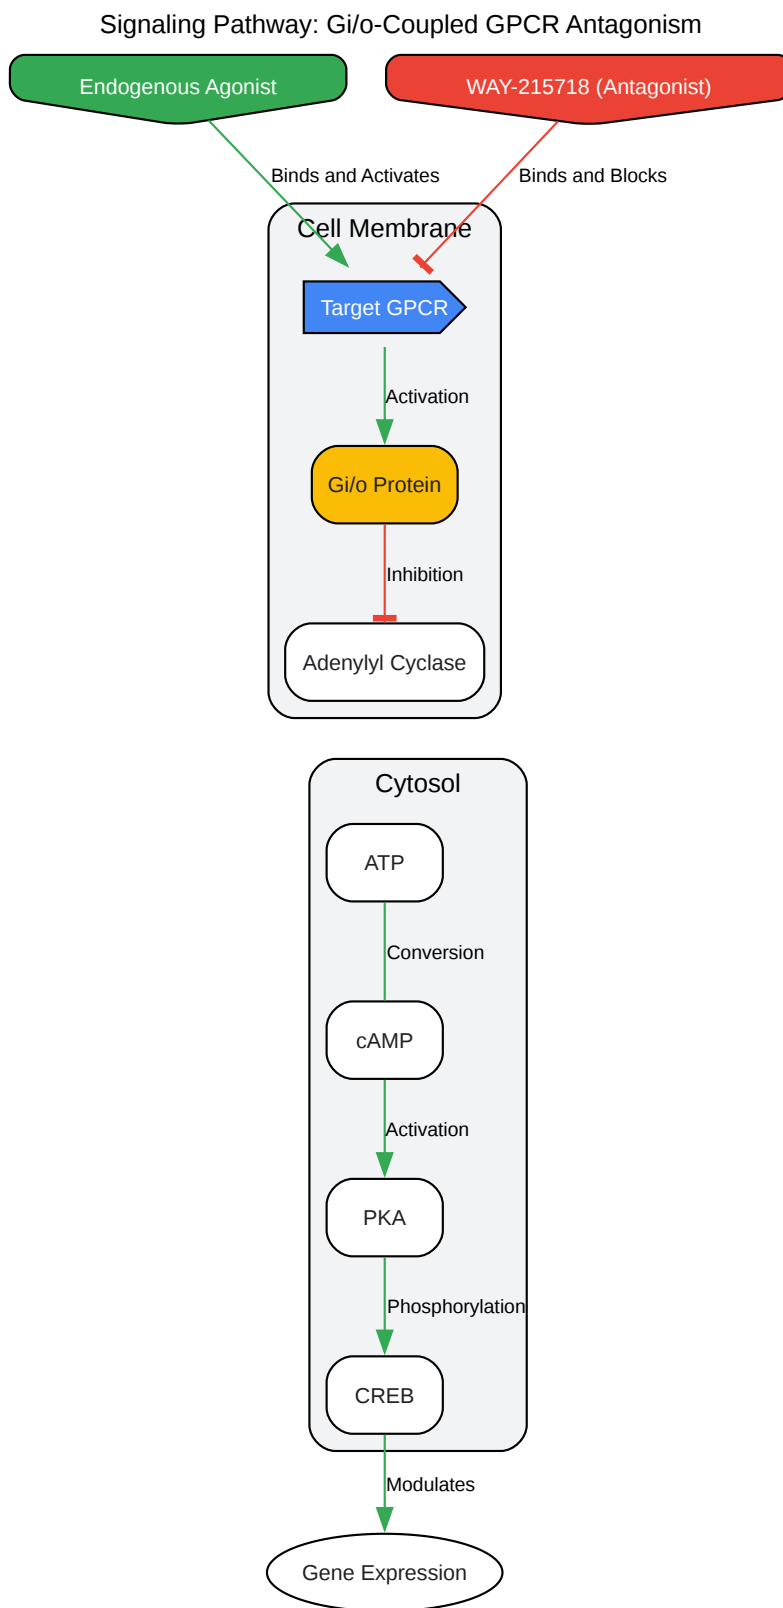 Signaling Pathway: Gi/o-Coupled GPCR Antagonism
Endogenous Agonist
WAY-215718 (Antagonist)
Binds and Activates
Binds and Blocks
Cell Membrane
Target GPCR
Activation
Gi/o Protein
Inhibition
Adenylyl Cyclase
Cytosol
ATP
Conversion
cAMP
Activation
PKA
Phosphorylation
CREB
Modulates
Gene Expression